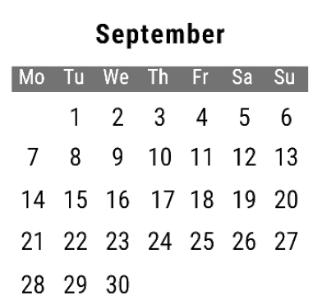 September
Mo Tu We Th Fr Sa Su
1 2 3 4 5 6
7 8 9 10 11 12 13
14 15 16 17 18 19 20
21 22 23 24 25 26 27
28 29 30